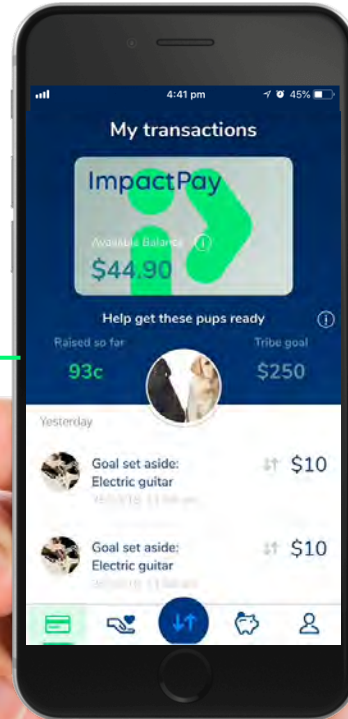 4:41 pm
45%
My transactions
ImpactPay
Available Balance
$44.90
Help get these pups ready
Raised so far
Tribe goal
93c
$250
Yesterday
Goal set aside:
$10
Electric guitar
Goal set aside:
$10
Electric guitar